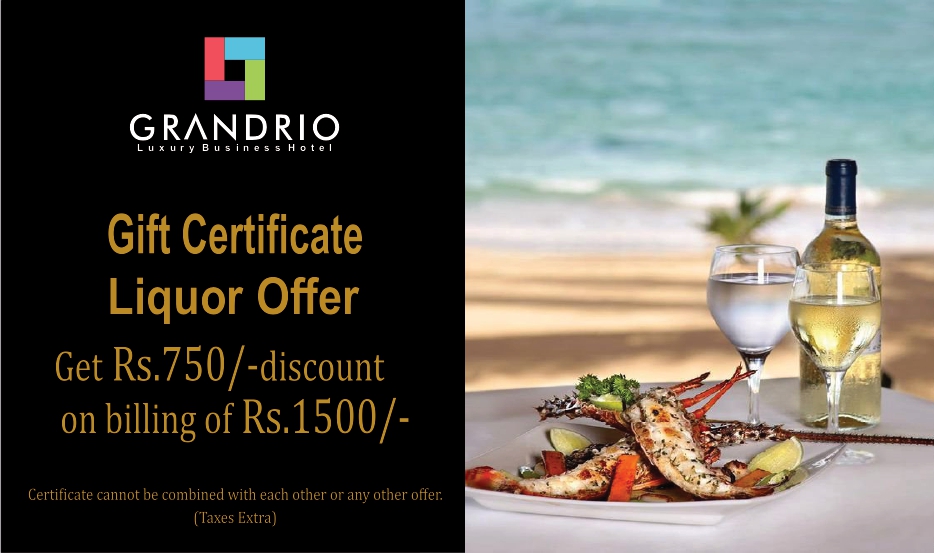 GRANDRIO
Luxury Business Hotel
Gift Certificate
Liquor Offer
Get Rs.750/-discount
on billing of Rs.1500/-
Certificate cannot be combined with each other or any other offer.
(Taxes Extra)